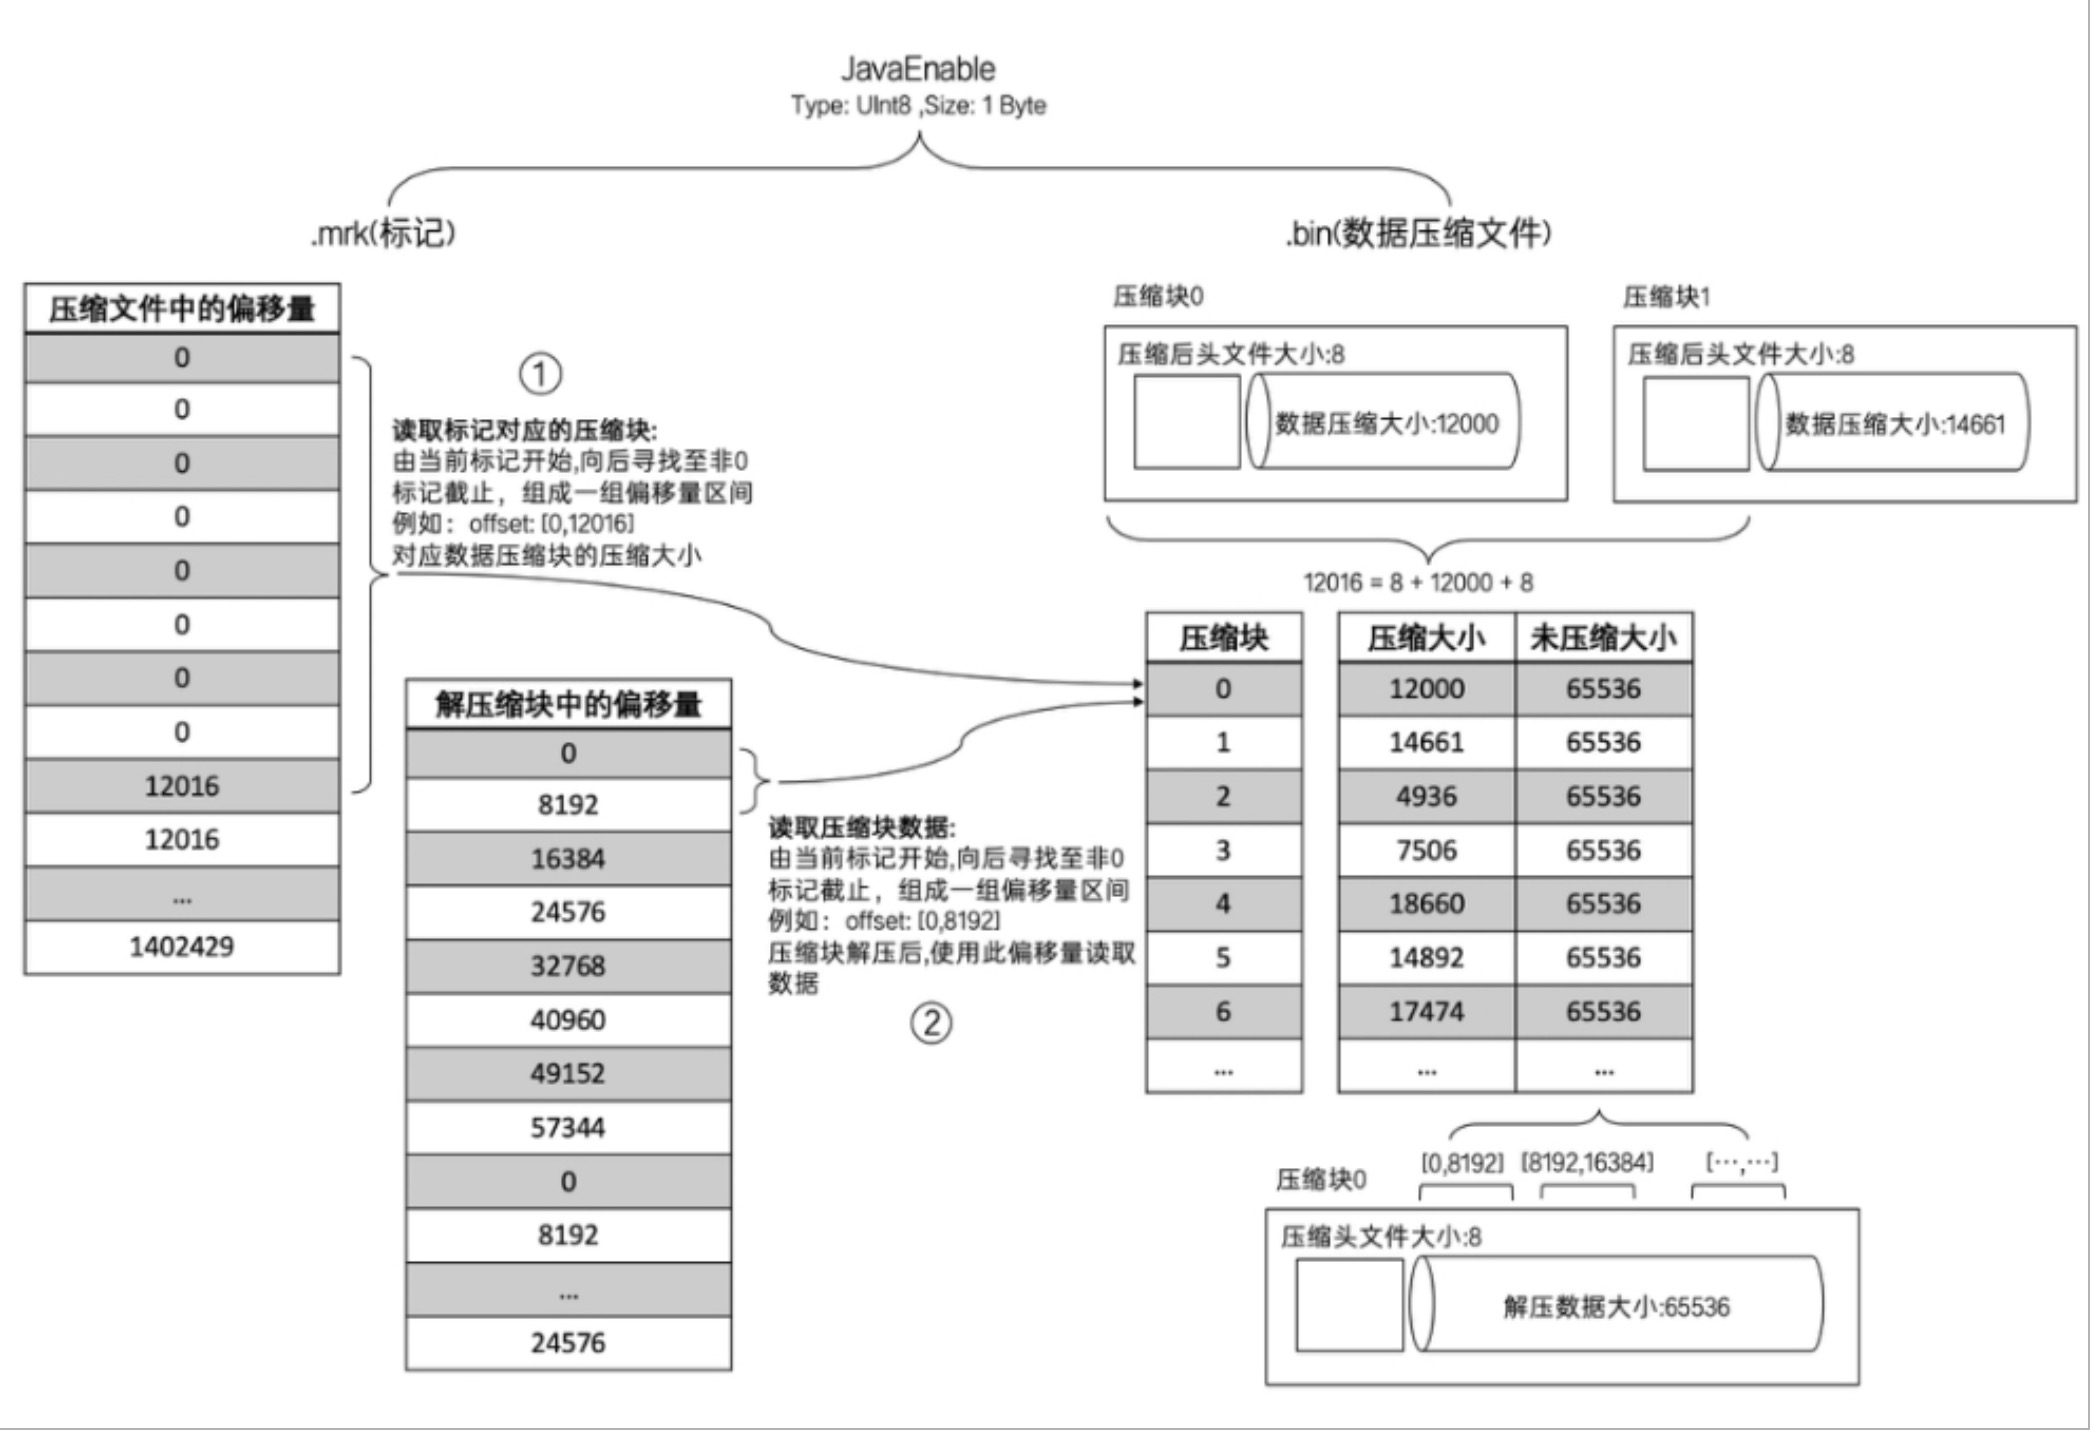 JavaEnable
Type: UInt8 ,Size: 1 Byte
.mrk(标记)
.bin(数据压缩文件)
压缩文件中的偏移量
0
0
0
0
0
0
0
0
12016
12016
...
1402429
①
读取标记对应的压缩块:
由当前标记开始,向后寻找至非0
标记截止，组成一组偏移量区间
例如：offset: [0,12016]
对应数据压缩块的压缩大小
解压缩块中的偏移量
0
8192
16384
24576
32768
40960
49152
57344
0
8192
...
24576
读取压缩块数据:
由当前标记开始,向后寻找至非0
标记截止，组成一组偏移量区间
例如：offset: [0,8192]
压缩块解压后,使用此偏移量读取
数据
②
压缩块0
压缩后头文件大小:8
数据压缩大小:12000
压缩块1
压缩后头文件大小:8
数据压缩大小:14661
12016 = 8 + 12000 + 8
压缩块 压缩大小 未压缩大小
0 12000 65536
1 14661 65536
2 4936 65536
3 7506 65536
4 18660 65536
5 14892 65536
6 17474 65536
... ... ...
[0,8192] [8192,16384] [···,···]
压缩块0
压缩头文件大小:8
解压数据大小:65536